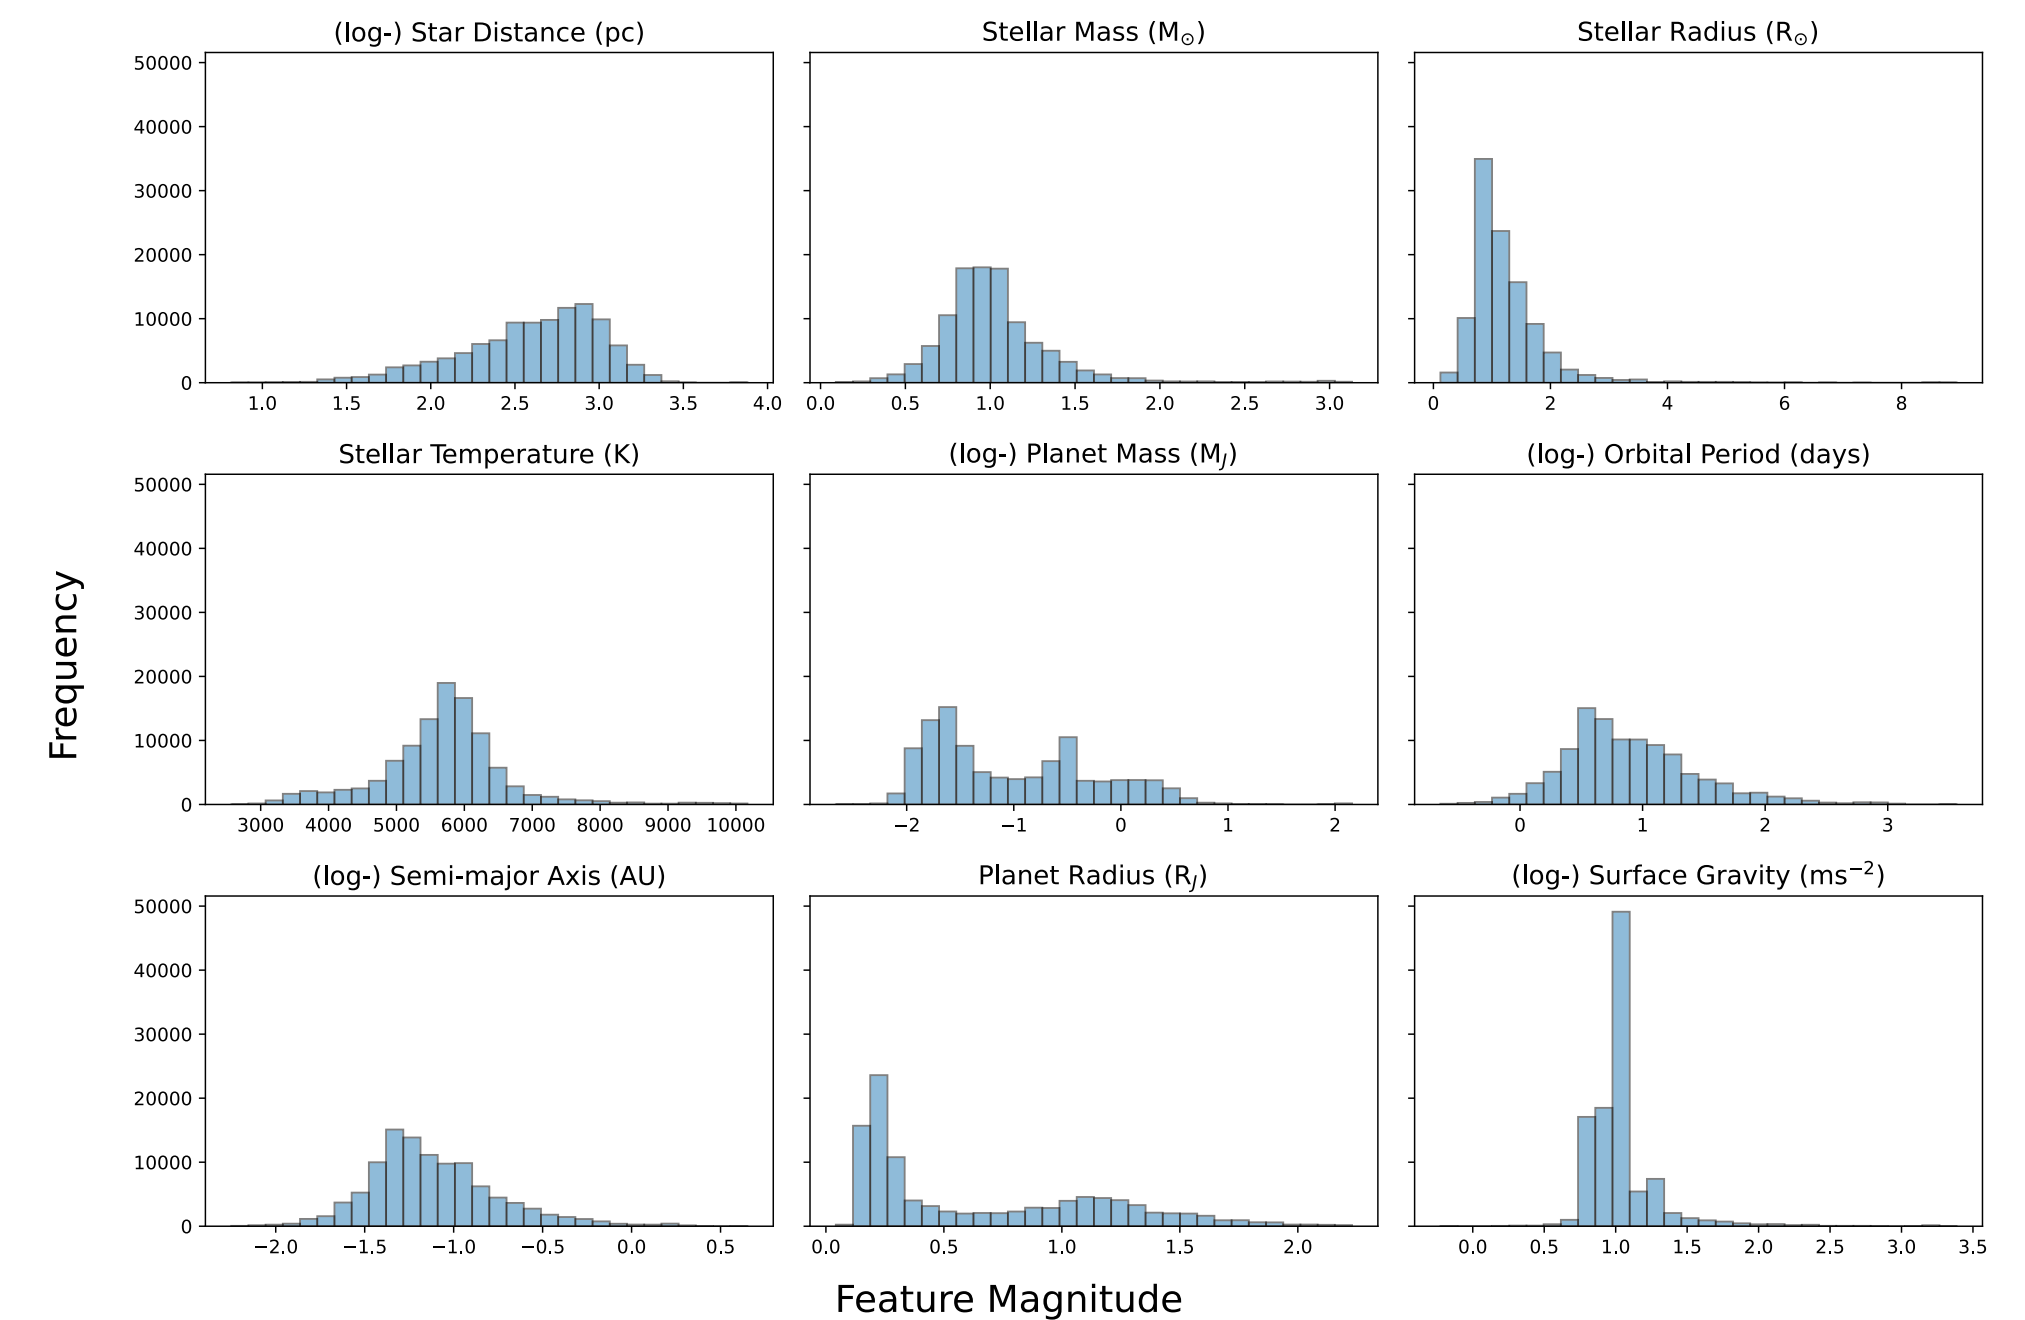 (log-) Star Distance (pc)
Stellar Mass (M☉)
Stellar Radius (R☉)
50000
40000
30000
20000
10000
0
1.0 1.5 2.0 2.5 3.0 3.5 4.0
0.0 0.5 1.0 1.5 2.0 2.5 3.0
0 2 4 6 8
Stellar Temperature (K)
(log-) Planet Mass (M_J)
(log-) Orbital Period (days)
50000
40000
30000
20000
10000
0
3000 4000 5000 6000 7000 8000 9000 10000
−2 −1 0 1 2
0 1 2 3
Frequency
(log-) Semi-major Axis (AU)
Planet Radius (R_J)
(log-) Surface Gravity (ms⁻²)
50000
40000
30000
20000
10000
0
−2.0 −1.5 −1.0 −0.5 0.0 0.5
0.0 0.5 1.0 1.5 2.0
0.0 0.5 1.0 1.5 2.0 2.5 3.0 3.5
Feature Magnitude